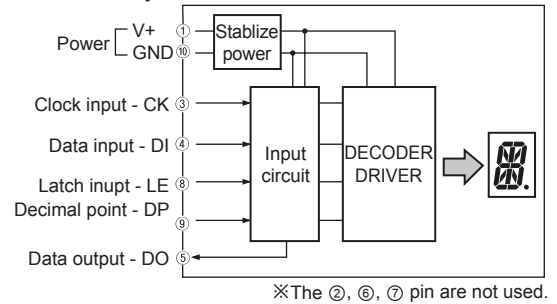 Power
V+ ①
GND ⑩
Stablize
power
Clock input - CK ③
Data input - DI ④
Latch inupt - LE ⑧
Decimal point - DP
⑨
Data output - DO ⑤
Input
circuit
DECODER
DRIVER
※The ②, ⑥, ⑦ pin are not used.